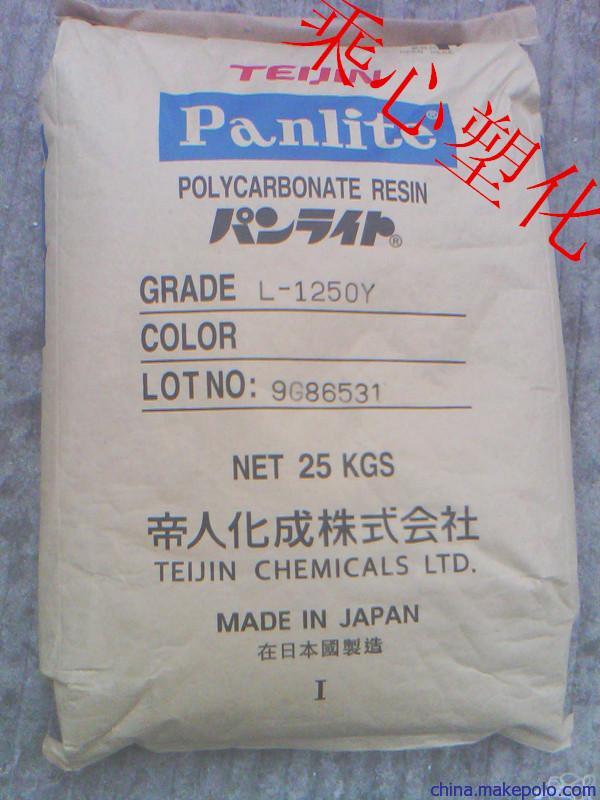 乘心塑化
TEIJIN
Panlite®
POLYCARBONATE RESIN
パンライト®
GRADE L-1250Y
COLOR
LOT NO: 9G86531
NET 25 KGS
帝人化成株式会社
TEIJIN CHEMICALS LTD.
MADE IN JAPAN
在日本國製造
I
china.makepolo.com